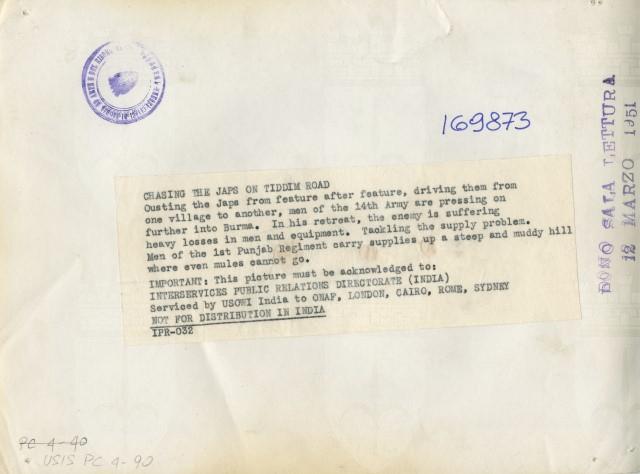 169873
CHASING THE JAPS ON TIDDIM ROAD
Ousting the Japs from feature after feature, driving them from
one village to another, men of the 14th Army are pressing on
further into Burma. In his retreat, the enemy is suffering
heavy losses in men and equipment. Tackling the supply problem.
Men of the 1st Punjab Regiment carry supplies up a steep and muddy hill
where even mules cannot go.
IMPORTANT: This picture must be acknowledged to:
INTERSERVICES PUBLIC RELATIONS DIRECTORATE (INDIA)
Serviced by USOWI India to ONAF, LONDON, CAIRO, ROME, SYDNEY
NOT FOR DISTRIBUTION IN INDIA
IPR-032
DONO SALA LETTURA
12 MARZO 1951
PC 4-40
USIS PC 4-90